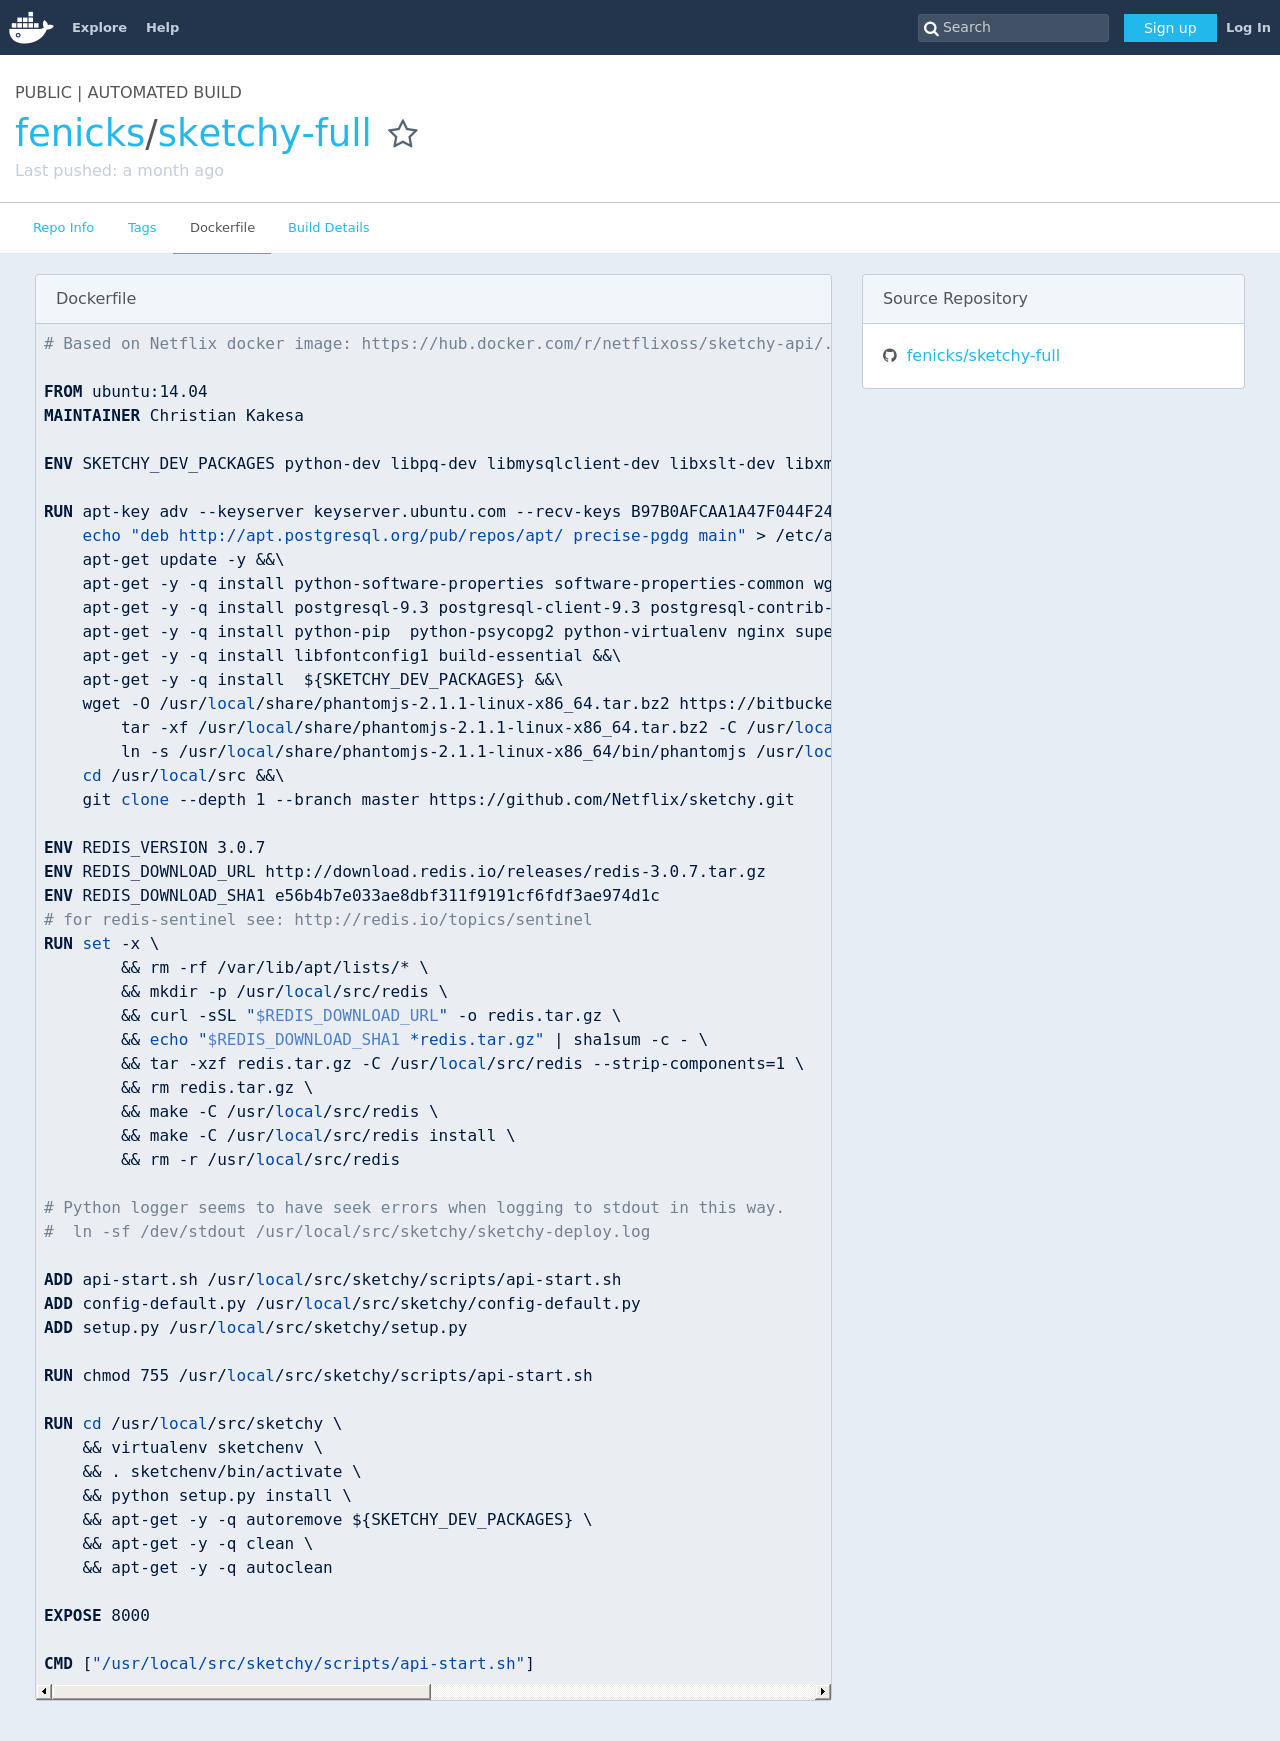 Explore Help Search Sign up Log In
PUBLIC | AUTOMATED BUILD
fenicks/sketchy-full
Last pushed: a month ago
Repo Info Tags Dockerfile Build Details
Dockerfile
# Based on Netflix docker image: https://hub.docker.com/r/netflixoss/sketchy-api/.
FROM ubuntu:14.04
MAINTAINER Christian Kakesa
ENV SKETCHY_DEV_PACKAGES python-dev libpq-dev libmysqlclient-dev libxslt-dev libxm
RUN apt-key adv --keyserver keyserver.ubuntu.com --recv-keys B97B0AFCAA1A47F044F24
    echo "deb http://apt.postgresql.org/pub/repos/apt/ precise-pgdg main" > /etc/a
    apt-get update -y &&\
    apt-get -y -q install python-software-properties software-properties-common wg
    apt-get -y -q install postgresql-9.3 postgresql-client-9.3 postgresql-contrib-
    apt-get -y -q install python-pip  python-psycopg2 python-virtualenv nginx supe
    apt-get -y -q install libfontconfig1 build-essential &&\
    apt-get -y -q install  ${SKETCHY_DEV_PACKAGES} &&\
    wget -O /usr/local/share/phantomjs-2.1.1-linux-x86_64.tar.bz2 https://bitbucke
        tar -xf /usr/local/share/phantomjs-2.1.1-linux-x86_64.tar.bz2 -C /usr/loca
        ln -s /usr/local/share/phantomjs-2.1.1-linux-x86_64/bin/phantomjs /usr/loc
    cd /usr/local/src &&\
    git clone --depth 1 --branch master https://github.com/Netflix/sketchy.git
ENV REDIS_VERSION 3.0.7
ENV REDIS_DOWNLOAD_URL http://download.redis.io/releases/redis-3.0.7.tar.gz
ENV REDIS_DOWNLOAD_SHA1 e56b4b7e033ae8dbf311f9191cf6fdf3ae974d1c
# for redis-sentinel see: http://redis.io/topics/sentinel
RUN set -x \
        && rm -rf /var/lib/apt/lists/* \
        && mkdir -p /usr/local/src/redis \
        && curl -sSL "$REDIS_DOWNLOAD_URL" -o redis.tar.gz \
        && echo "$REDIS_DOWNLOAD_SHA1 *redis.tar.gz" | sha1sum -c - \
        && tar -xzf redis.tar.gz -C /usr/local/src/redis --strip-components=1 \
        && rm redis.tar.gz \
        && make -C /usr/local/src/redis \
        && make -C /usr/local/src/redis install \
        && rm -r /usr/local/src/redis
# Python logger seems to have seek errors when logging to stdout in this way.
#  ln -sf /dev/stdout /usr/local/src/sketchy/sketchy-deploy.log
ADD api-start.sh /usr/local/src/sketchy/scripts/api-start.sh
ADD config-default.py /usr/local/src/sketchy/config-default.py
ADD setup.py /usr/local/src/sketchy/setup.py
RUN chmod 755 /usr/local/src/sketchy/scripts/api-start.sh
RUN cd /usr/local/src/sketchy \
    && virtualenv sketchenv \
    && . sketchenv/bin/activate \
    && python setup.py install \
    && apt-get -y -q autoremove ${SKETCHY_DEV_PACKAGES} \
    && apt-get -y -q clean \
    && apt-get -y -q autoclean
EXPOSE 8000
CMD ["/usr/local/src/sketchy/scripts/api-start.sh"]
Source Repository
fenicks/sketchy-full